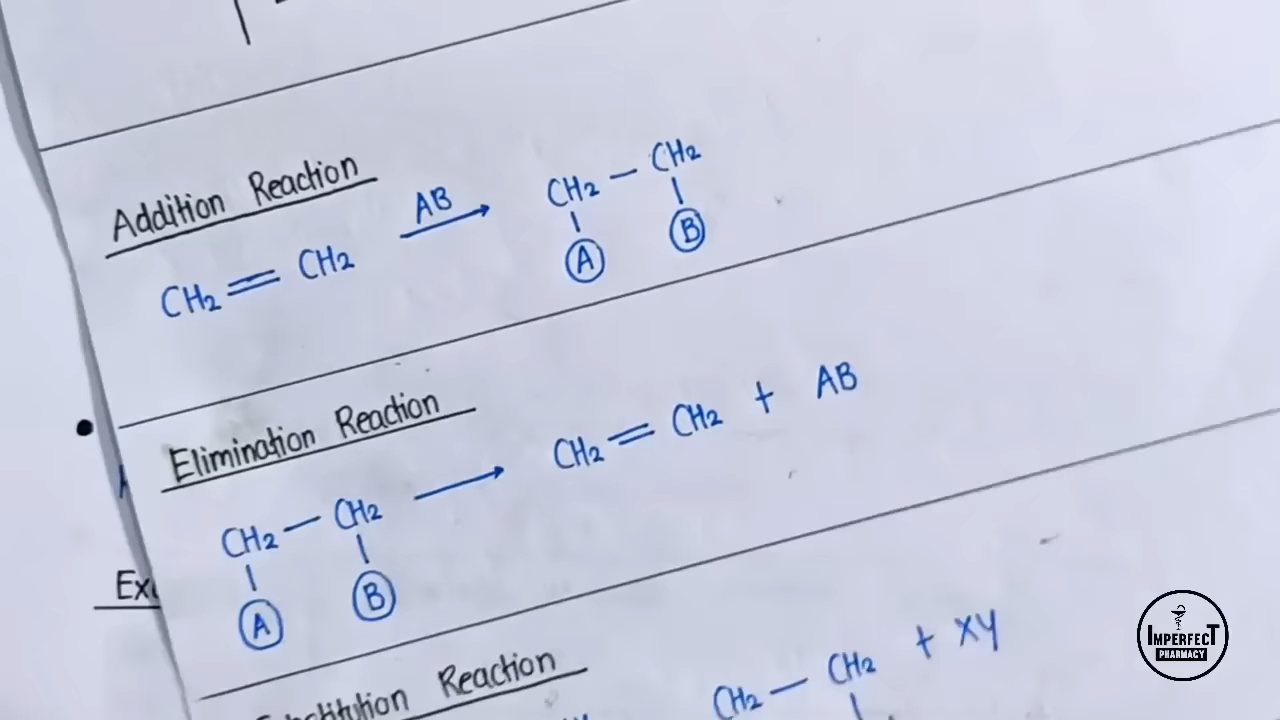 Addition Reaction
CH₂=CH₂ AB→ CH₂—CH₂
A B
Elimination Reaction
CH₂—CH₂ → CH₂=CH₂ + AB
A B
Reaction
CH₂—CH₂ + XY
IMPERFECT
PHARMACY